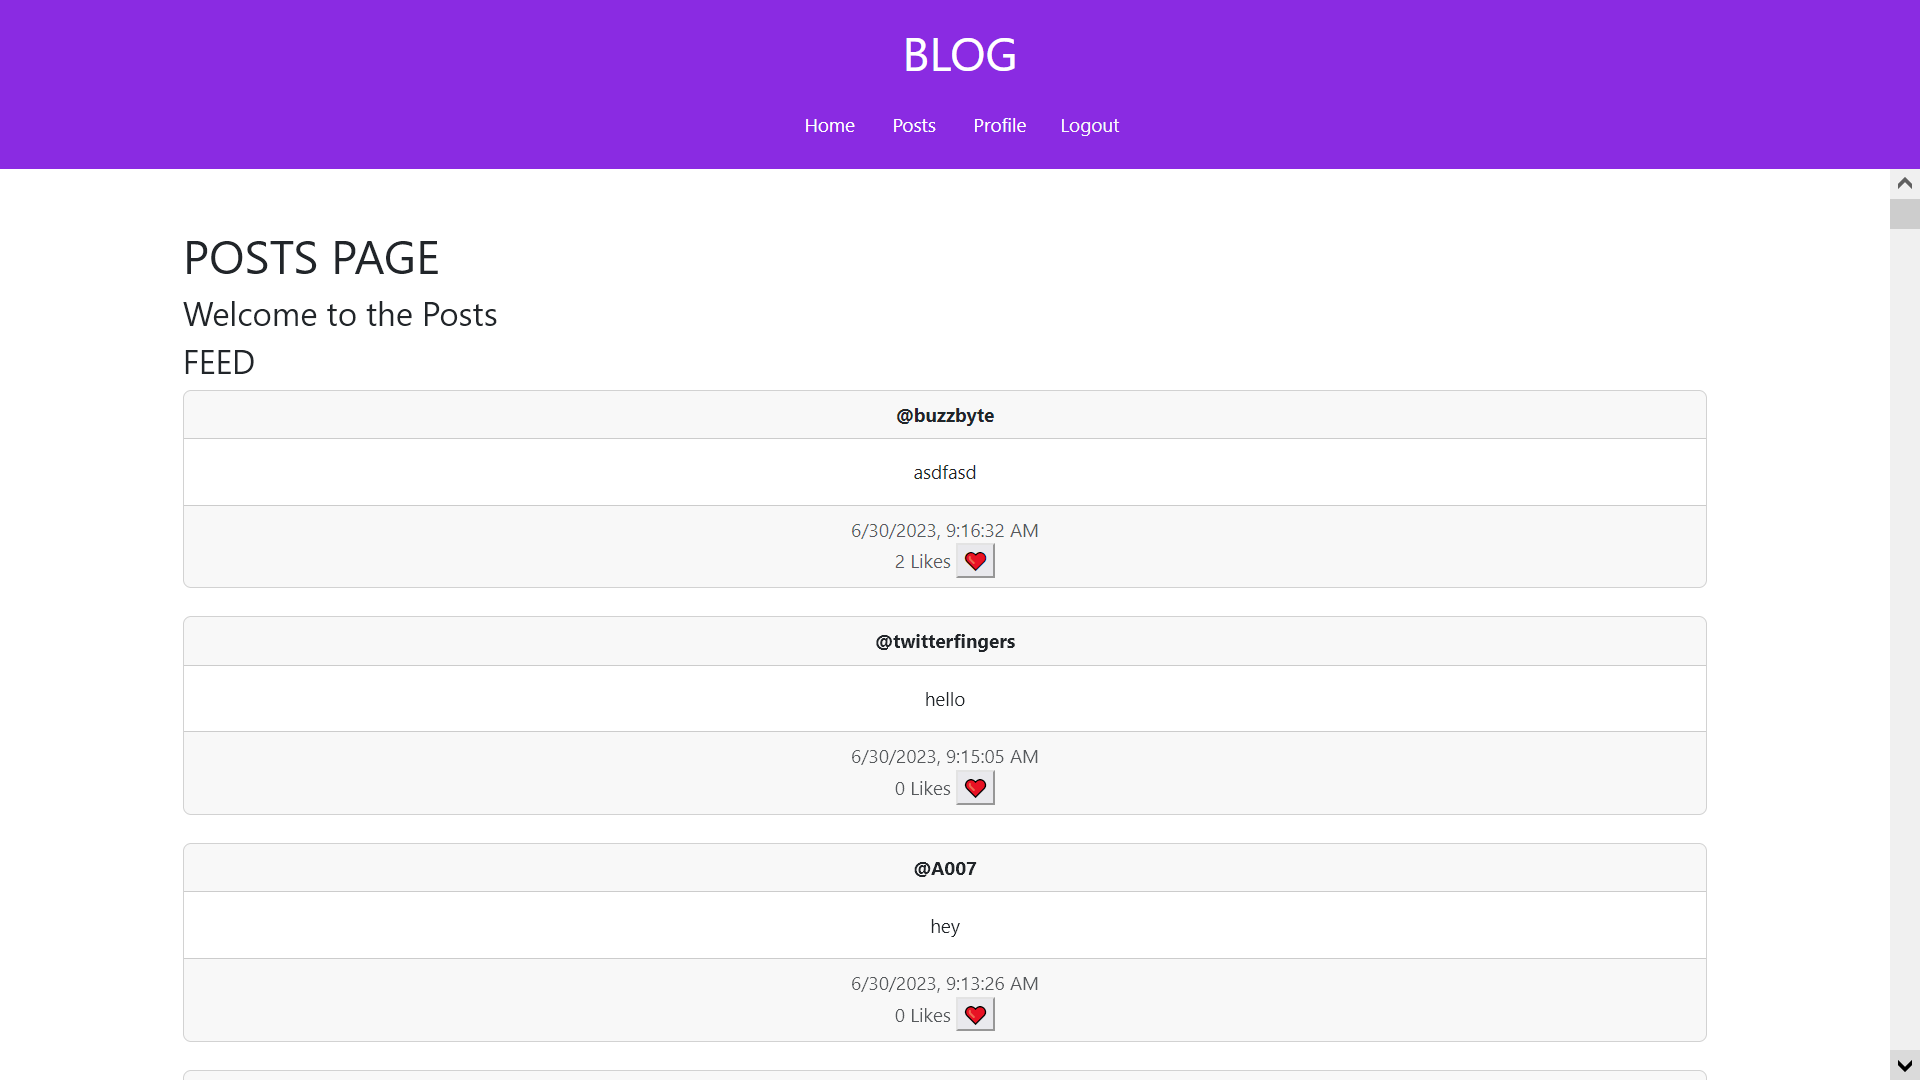 BLOG
Home Posts Profile Logout
POSTS PAGE
Welcome to the Posts
FEED
@buzzbyte
asdfasd
6/30/2023, 9:16:32 AM
2 Likes
@twitterfingers
hello
6/30/2023, 9:15:05 AM
0 Likes
@A007
hey
6/30/2023, 9:13:26 AM
0 Likes